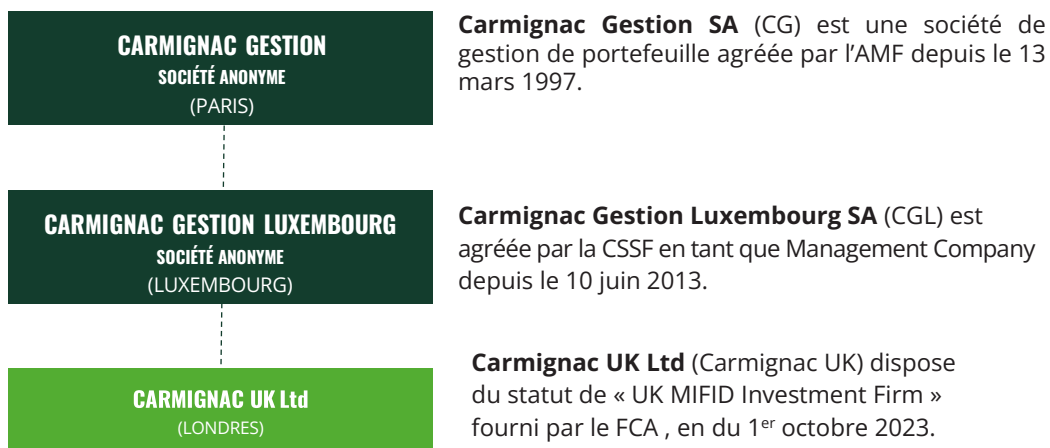 CARMIGNAC GESTION
SOCIÉTÉ ANONYME
(PARIS)
Carmignac Gestion SA (CG) est une société de
gestion de portefeuille agréée par l’AMF depuis le 13
mars 1997.
CARMIGNAC GESTION LUXEMBOURG
SOCIÉTÉ ANONYME
(LUXEMBOURG)
Carmignac Gestion Luxembourg SA (CGL) est
agréée par la CSSF en tant que Management Company
depuis le 10 juin 2013.
CARMIGNAC UK Ltd
(LONDRES)
Carmignac UK Ltd (Carmignac UK) dispose
du statut de « UK MIFID Investment Firm »
fourni par le FCA , en du 1er octobre 2023.